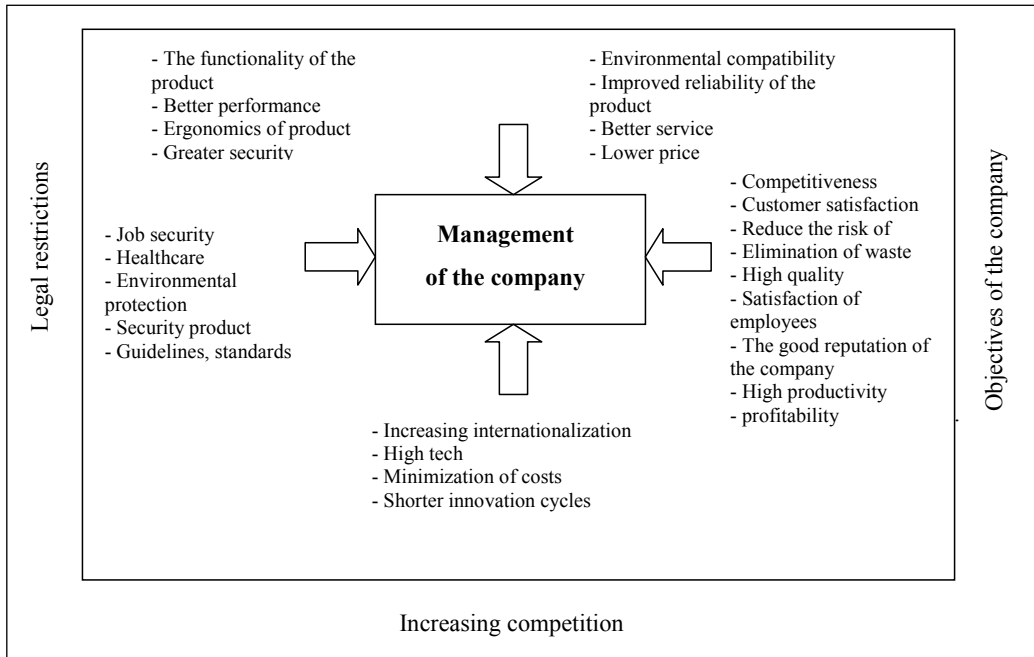 - The functionality of the
product
- Better performance
- Ergonomics of product
- Greater security
- Environmental compatibility
- Improved reliability of the
product
- Better service
- Lower price
Legal restrictions
- Job security
- Healthcare
- Environmental
protection
- Security product
- Guidelines, standards
Management
of the company
- Competitiveness
- Customer satisfaction
- Reduce the risk of
- Elimination of waste
- High quality
- Satisfaction of
employees
- The good reputation of
the company
- High productivity
- profitability
Objectives of the company
- Increasing internationalization
- High tech
- Minimization of costs
- Shorter innovation cycles
Increasing competition